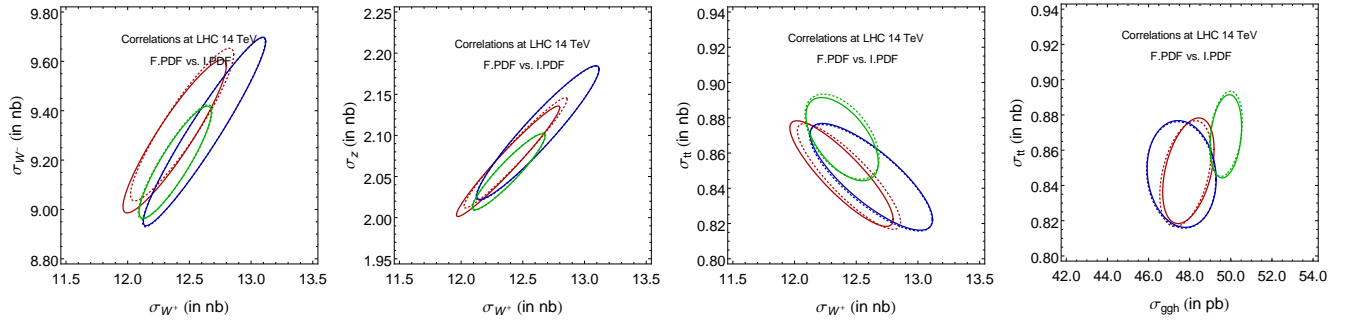 9.80
9.60
9.40
9.20
9.00
8.80
σW⁻ (in nb)
Correlations at LHC 14 TeV
F.PDF vs. I.PDF
11.5 12.0 12.5 13.0 13.5
σW⁺ (in nb)
2.25
2.20
2.15
2.10
2.05
2.00
1.95
σz (in nb)
Correlations at LHC 14 TeV
F.PDF vs. I.PDF
11.5 12.0 12.5 13.0 13.5
σW⁺ (in nb)
0.94
0.92
0.90
0.88
0.86
0.84
0.82
0.80
σtt (in nb)
Correlations at LHC 14 TeV
F.PDF vs. I.PDF
11.5 12.0 12.5 13.0 13.5
σW⁺ (in nb)
0.94
0.92
0.90
0.88
0.86
0.84
0.82
0.80
σtt (in nb)
Correlations at LHC 14 TeV
F.PDF vs. I.PDF
42.0 44.0 46.0 48.0 50.0 52.0 54.0
σggh (in pb)